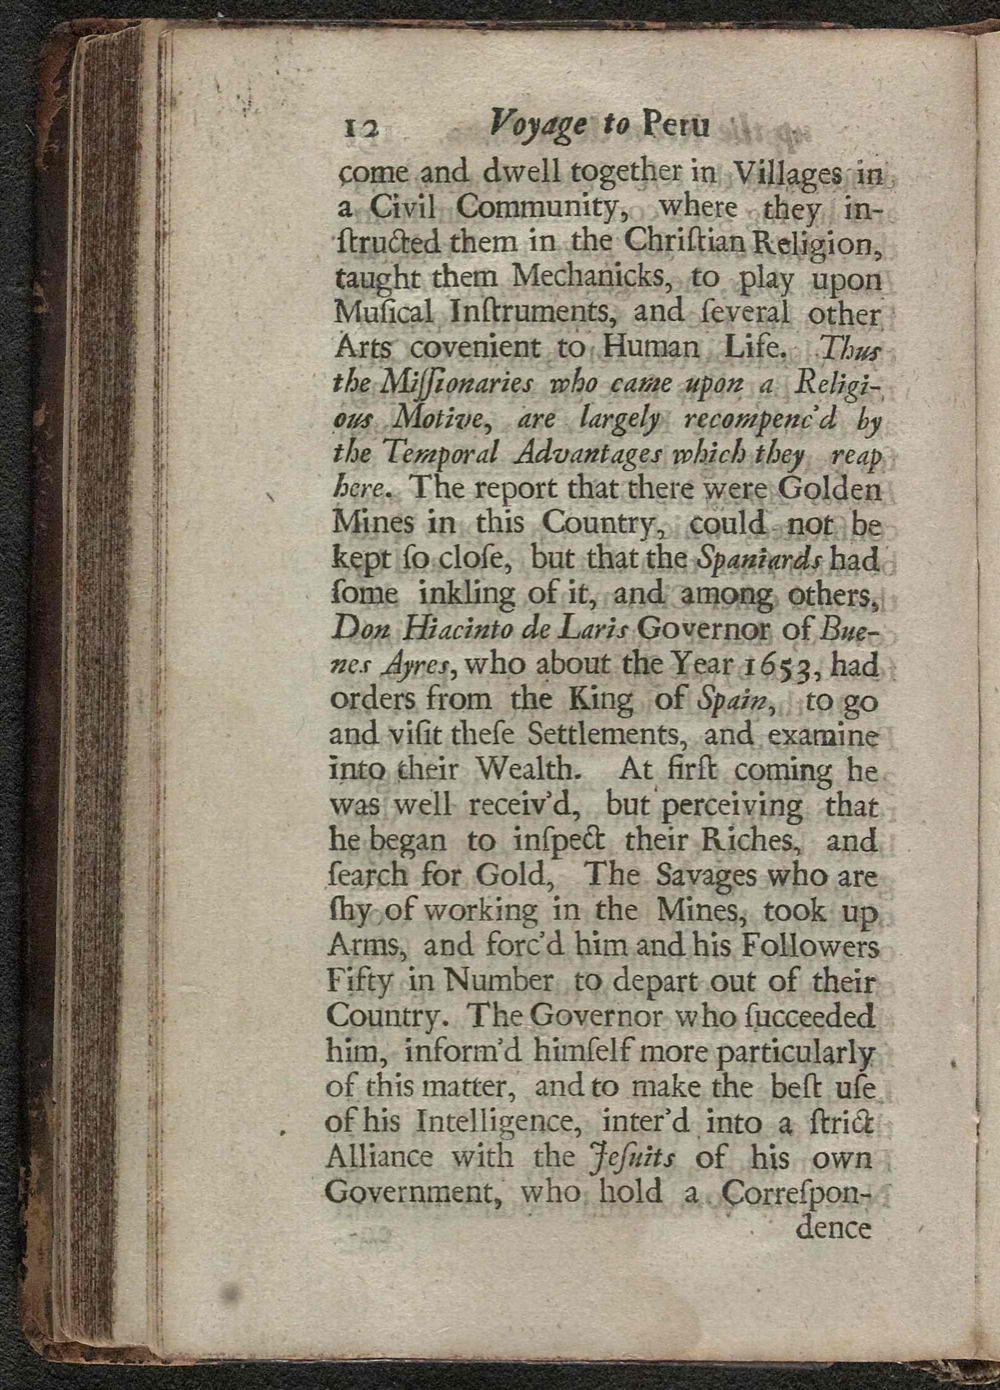 12 Voyage to Peru
come and dwell together in Villages in
a Civil Community, where they in-
ſtructed them in the Chriſtian Religion,
taught them Mechanicks, to play upon
Muſical Inſtruments, and ſeveral other
Arts covenient to Human Life. Thus
the Miſſionaries who came upon a Religi-
ous Motive, are largely recompenc'd by
the Temporal Advantages which they reap
here. The report that there were Golden
Mines in this Country, could not be
kept ſo cloſe, but that the Spaniards had
ſome inkling of it, and among others,
Don Hiacinto de Laris Governor of Bue-
nes Ayres, who about the Year 1653, had
orders from the King of Spain, to go
and viſit theſe Settlements, and examine
into their Wealth. At firſt coming he
was well receiv'd, but perceiving that
he began to inſpect their Riches, and
ſearch for Gold, The Savages who are
ſhy of working in the Mines, took up
Arms, and forc'd him and his Followers
Fifty in Number to depart out of their
Country. The Governor who ſucceeded
him, inform'd himſelf more particularly
of this matter, and to make the beſt uſe
of his Intelligence, inter'd into a ſtrict
Alliance with the Jeſuits of his own
Government, who hold a Correſpon-
dence